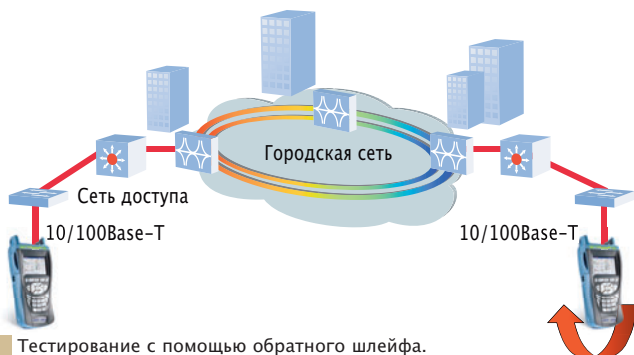 Городская сеть
Сеть доступа
10/100Base-T
10/100Base-T
Тестирование с помощью обратного шлейфа.